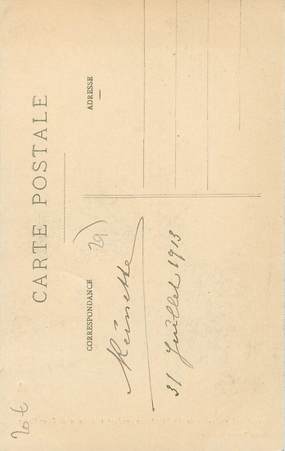 CARTE POSTALE
CORRESPONDANCE
ADRESSE
29)
31 Juillet 1913
20 €